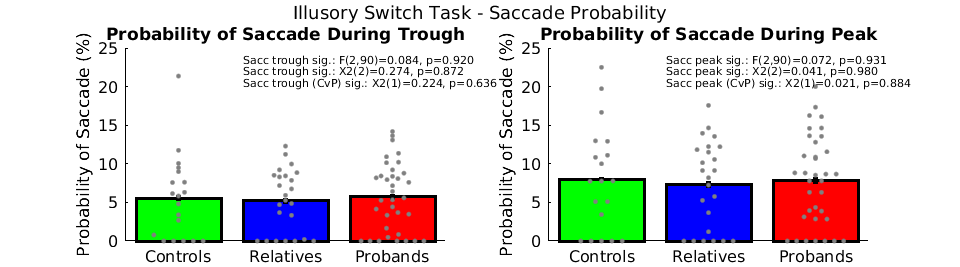 Illusory Switch Task - Saccade Probability
Probability of Saccade During Trough
Probability of Saccade (%)
25
20
15
10
5
0
Sacc trough sig.: F(2,90)=0.084, p=0.920
Sacc trough sig.: X2(2)=0.274, p=0.872
Sacc trough (CvP) sig.: X2(1)=0.224, p=0.636
Controls Relatives Probands
Probability of Saccade During Peak
Probability of Saccade (%)
25
20
15
10
5
0
Sacc peak sig.: F(2,90)=0.072, p=0.931
Sacc peak sig.: X2(2)=0.041, p=0.980
Sacc peak (CvP) sig.: X2(1)=0.021, p=0.884
Controls Relatives Probands